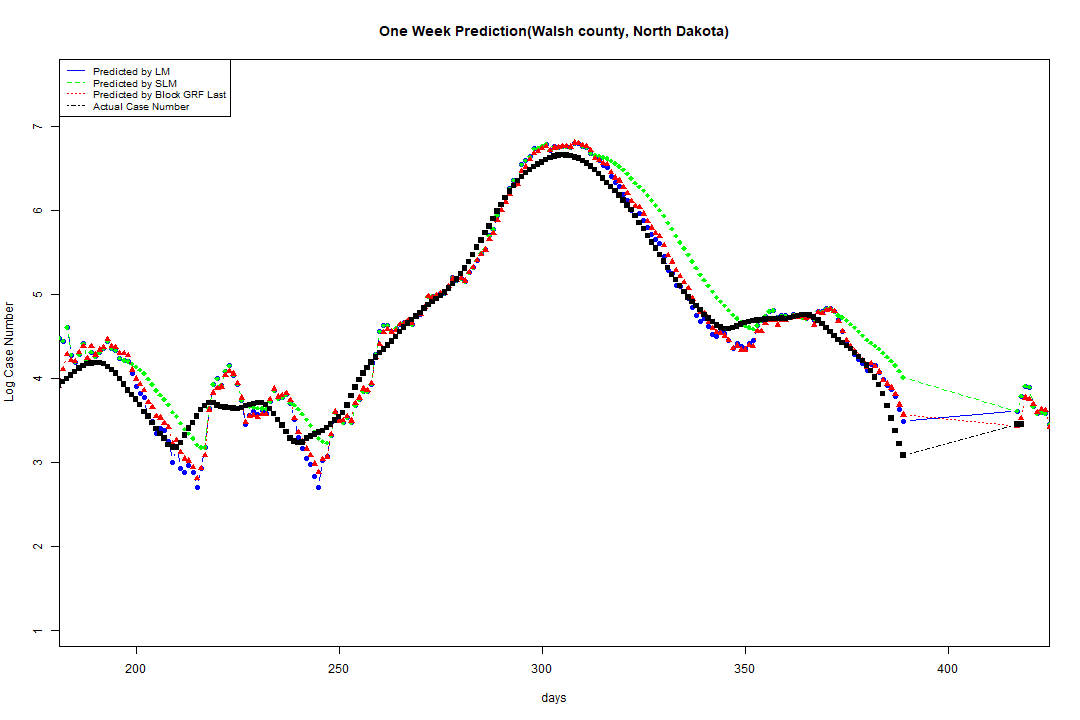 One Week Prediction(Walsh county, North Dakota)
Predicted by LM
Predicted by SLM
Predicted by Block GRF Last
Actual Case Number
Log Case Number
7
6
5
4
3
2
1
200 250 300 350 400
days